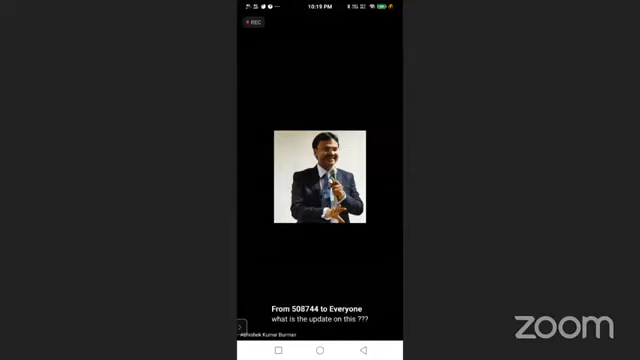 10:19 PM
REC
From 508744 to Everyone
what is the update on this ???
Abhishek Kumar Burman
zoom